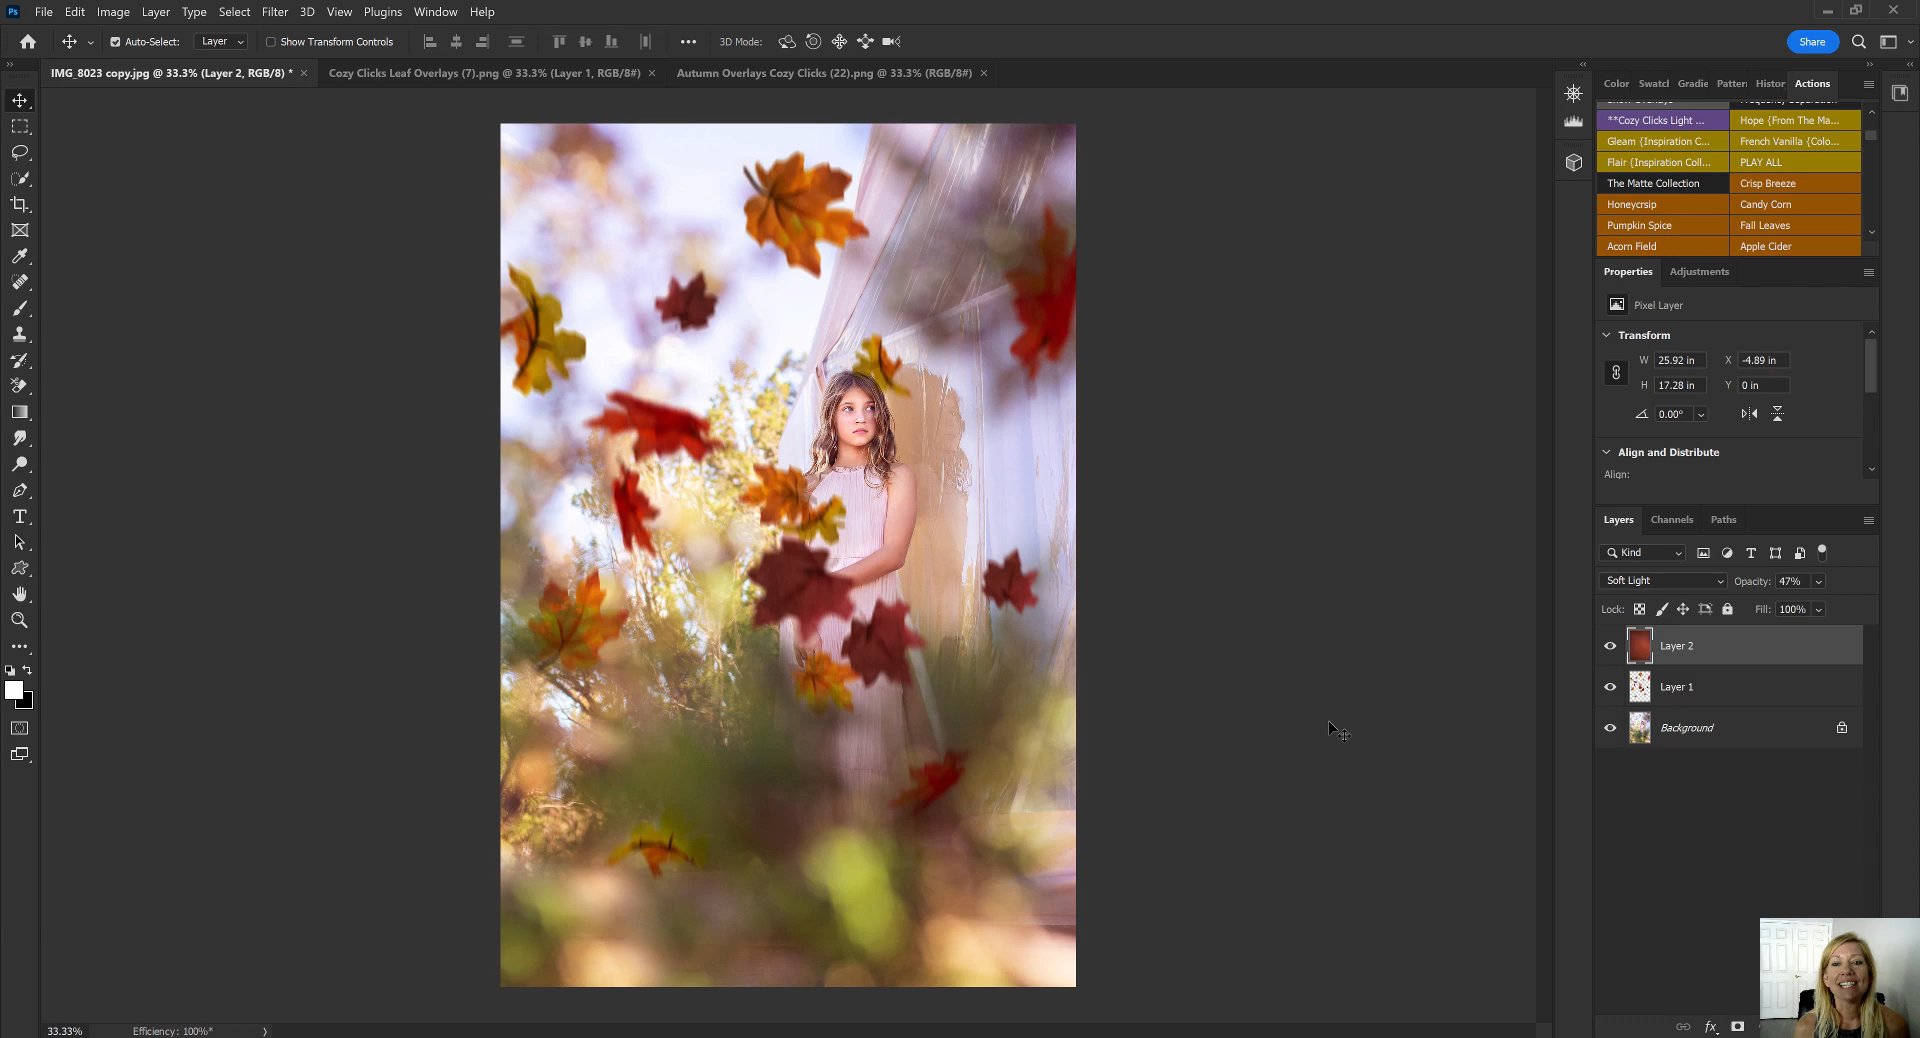 Ps File Edit Image Layer Type Select Filter 3D View Plugins Window Help
Auto-Select: Layer Show Transform Controls 3D Mode: Share
IMG_8023 copy.jpg @ 33.3% (Layer 2, RGB/8) * Cozy Clicks Leaf Overlays (7).png @ 33.3% (Layer 1, RGB/8#) Autumn Overlays Cozy Clicks (22).png @ 33.3% (RGB/8#)
Color Swatcl Gradie Patterr Histor Actions
**Cozy Clicks Light ... Hope {From The Ma...
Gleam {Inspiration C... French Vanilla {Colo...
Flair {Inspiration Coll... PLAY ALL
The Matte Collection Crisp Breeze
Honeycrsip Candy Corn
Pumpkin Spice Fall Leaves
Acorn Field Apple Cider
Properties Adjustments
Pixel Layer
Transform
W 25.92 in X -4.89 in
H 17.28 in Y 0 in
0.00°
Align and Distribute
Align:
Layers Channels Paths
Kind
Soft Light Opacity: 47%
Lock: Fill: 100%
Layer 2
Layer 1
Background
fx
33.33% Efficiency: 100%*